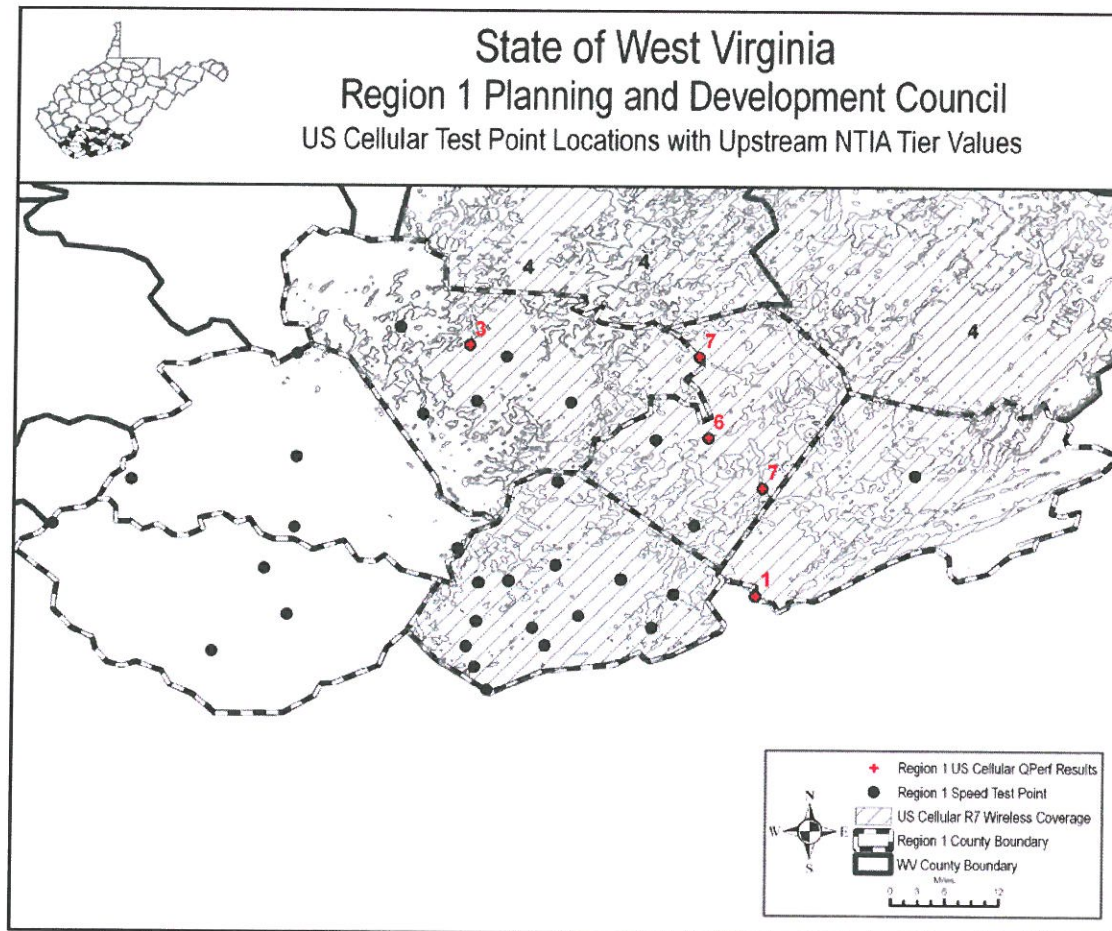 State of West Virginia
Region 1 Planning and Development Council
US Cellular Test Point Locations with Upstream NTIA Tier Values
4
4
4
3
7
6
7
1
Region 1 US Cellular QPerf Results
Region 1 Speed Test Point
US Cellular R7 Wireless Coverage
Region 1 County Boundary
WV County Boundary
N
W E
S
Miles
0 3 6 12